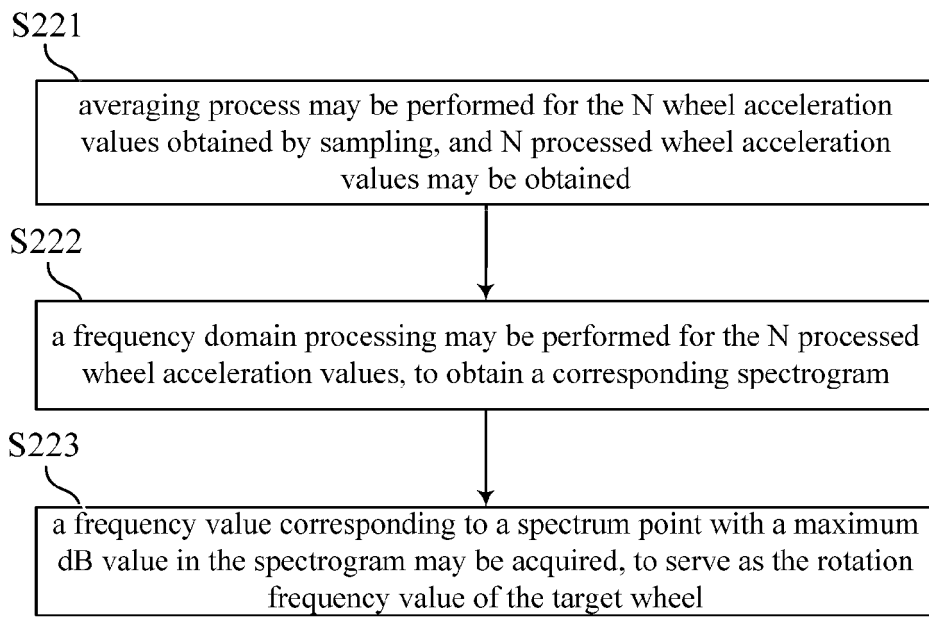 S221
averaging process may be performed for the N wheel acceleration
values obtained by sampling, and N processed wheel acceleration
values may be obtained
S222
a frequency domain processing may be performed for the N processed
wheel acceleration values, to obtain a corresponding spectrogram
S223
a frequency value corresponding to a spectrum point with a maximum
dB value in the spectrogram may be acquired, to serve as the rotation
frequency value of the target wheel